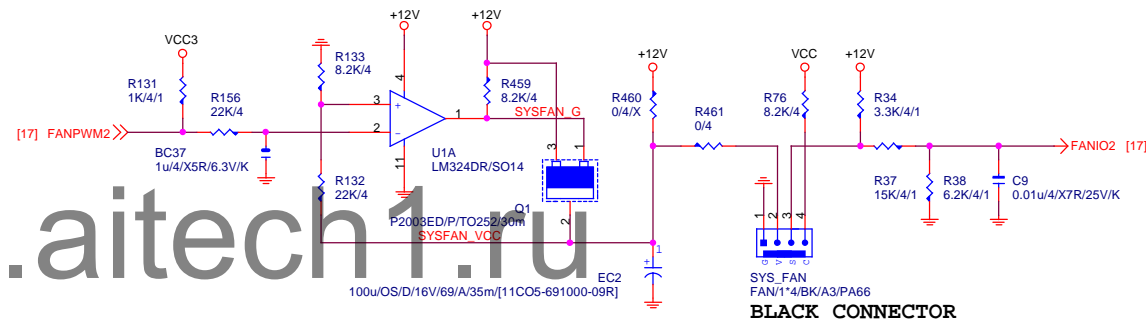 +12V +12V
VCC3
R131
1K/4/1
R156
22K/4
[17] FANPWM2
BC37
1u/4/X5R/6.3V/K
R133
8.2K/4
R132
22K/4
4
3
+
2
-
1
11
U1A
LM324DR/SO14
R459
8.2K/4
SYSFAN_G
3
1
2
Q1
P2003ED/P/TO252/30m
SYSFAN_VCC
+12V
R460
0/4/X
R461
0/4
1
+
EC2
100u/OS/D/16V/69/A/35m/[11CO5-691000-09R]
VCC
R76
8.2K/4
+12V
R34
3.3K/4/1
R37
15K/4/1
R38
6.2K/4/1
C9
0.01u/4/X7R/25V/K
FANIO2 [17]
1 2 3 4
G V S C
SYS_FAN
FAN/1*4/BK/A3/PA66
BLACK CONNECTOR
.aitech1.ru